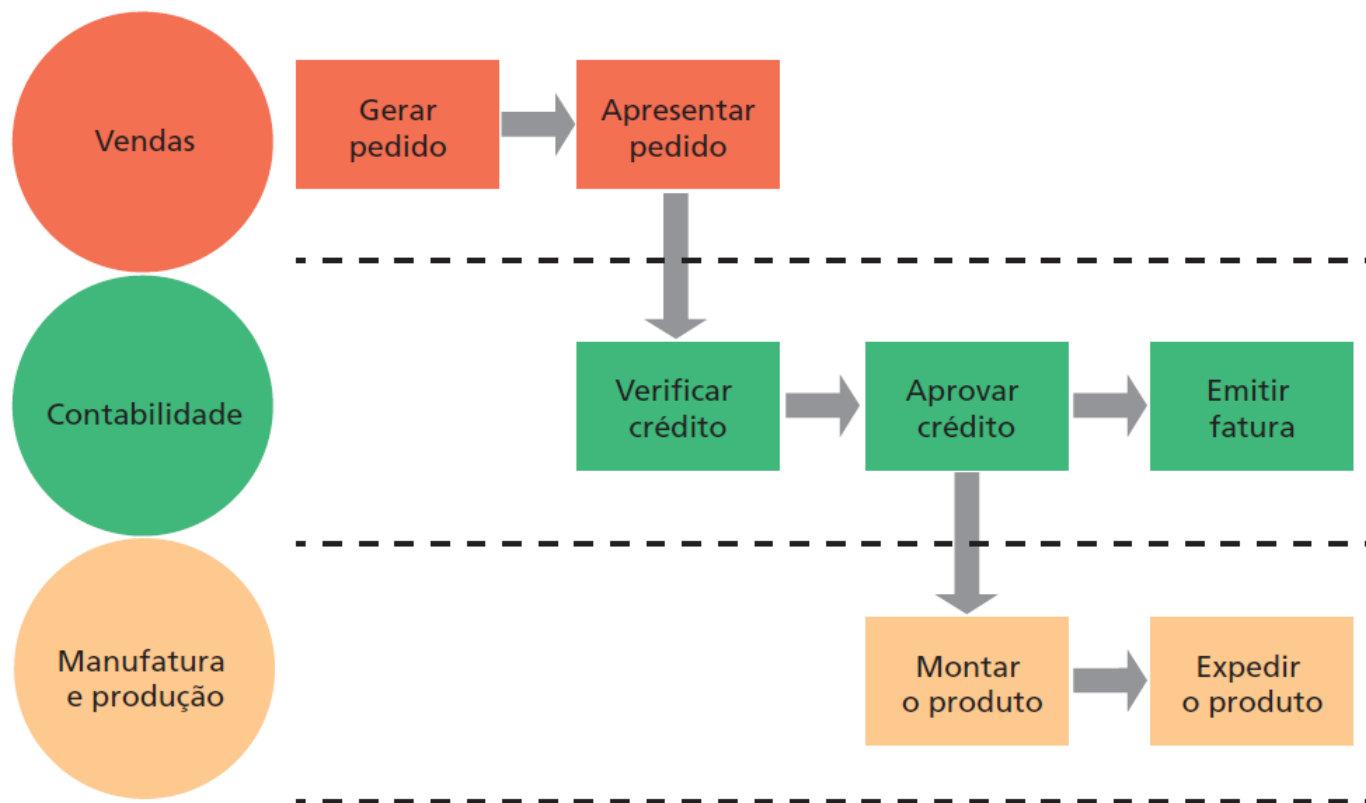 Vendas
Gerar
pedido
Apresentar
pedido
Contabilidade
Verificar
crédito
Aprovar
crédito
Emitir
fatura
Manufatura
e produção
Montar
o produto
Expedir
o produto